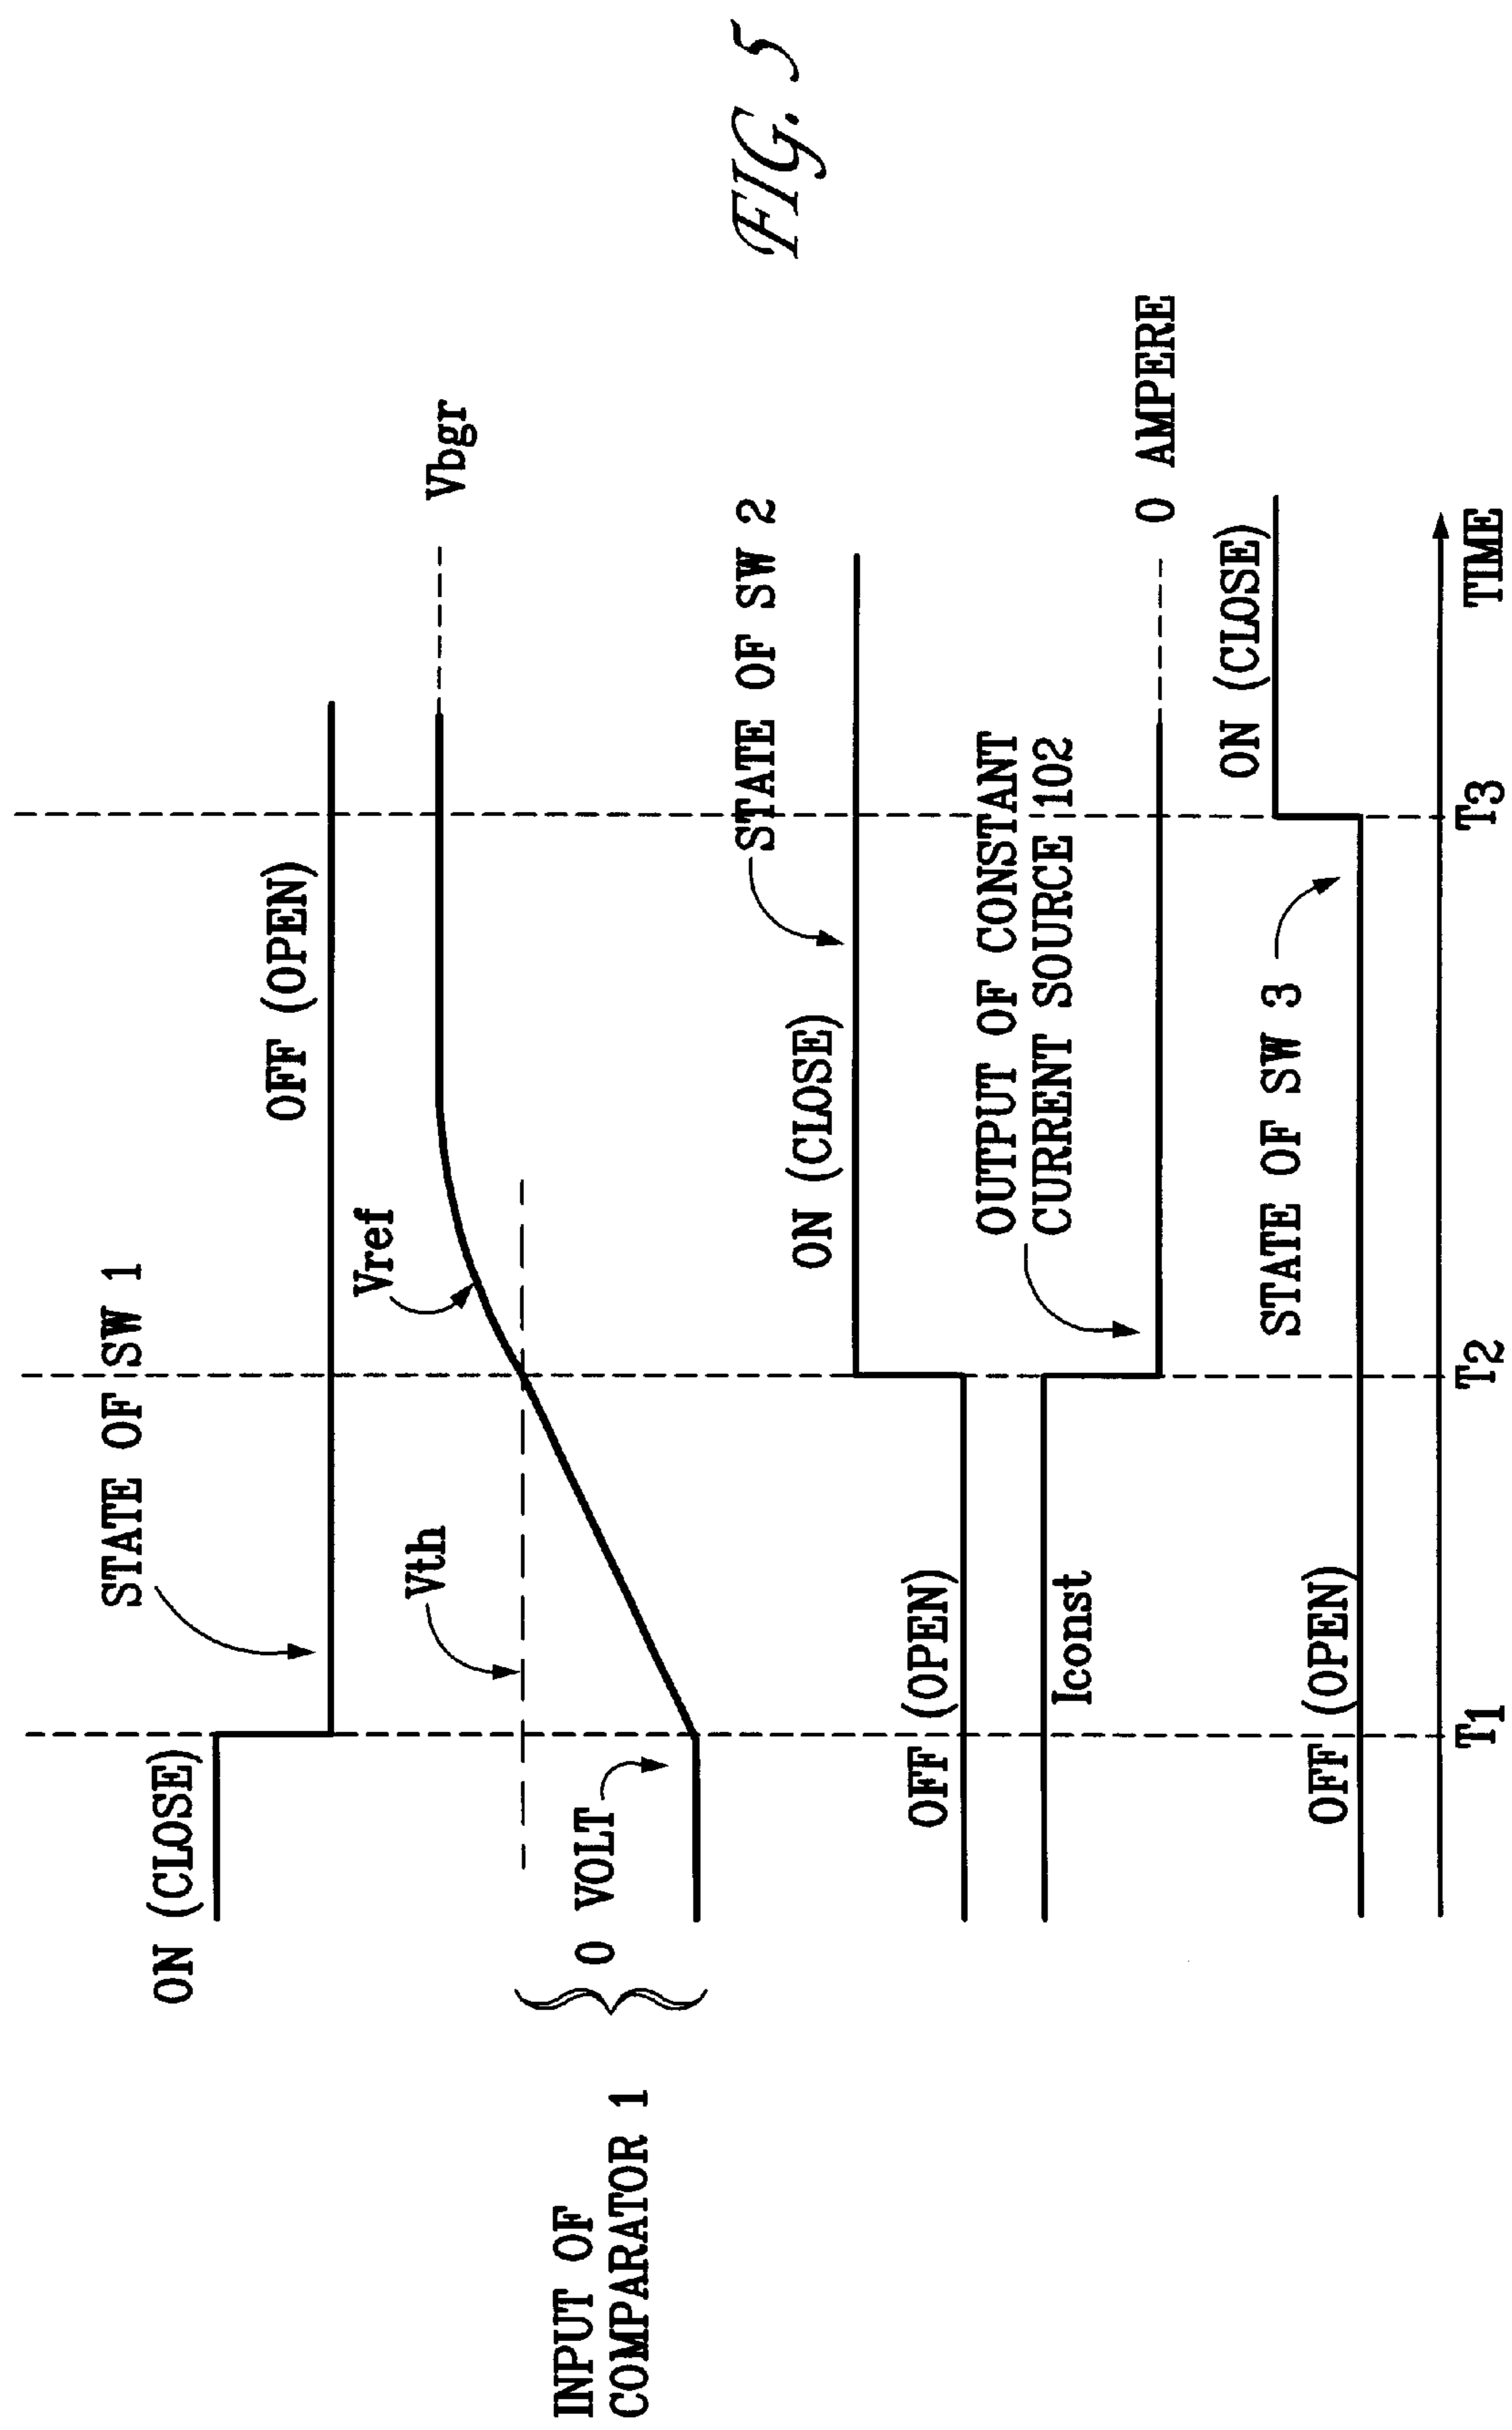 STATE OF SW 1
ON (CLOSE)
OFF (OPEN)
Vref
Vth
Vbgr
INPUT OF
COMPARATOR 1
0 VOLT
STATE OF SW 2
ON (CLOSE)
OFF (OPEN)
OUTPUT OF CONSTANT
CURRENT SOURCE 102
Iconst
0 AMPERE
STATE OF SW 3
ON (CLOSE)
OFF (OPEN)
T1
T2
T3
TIME
FIG. 5